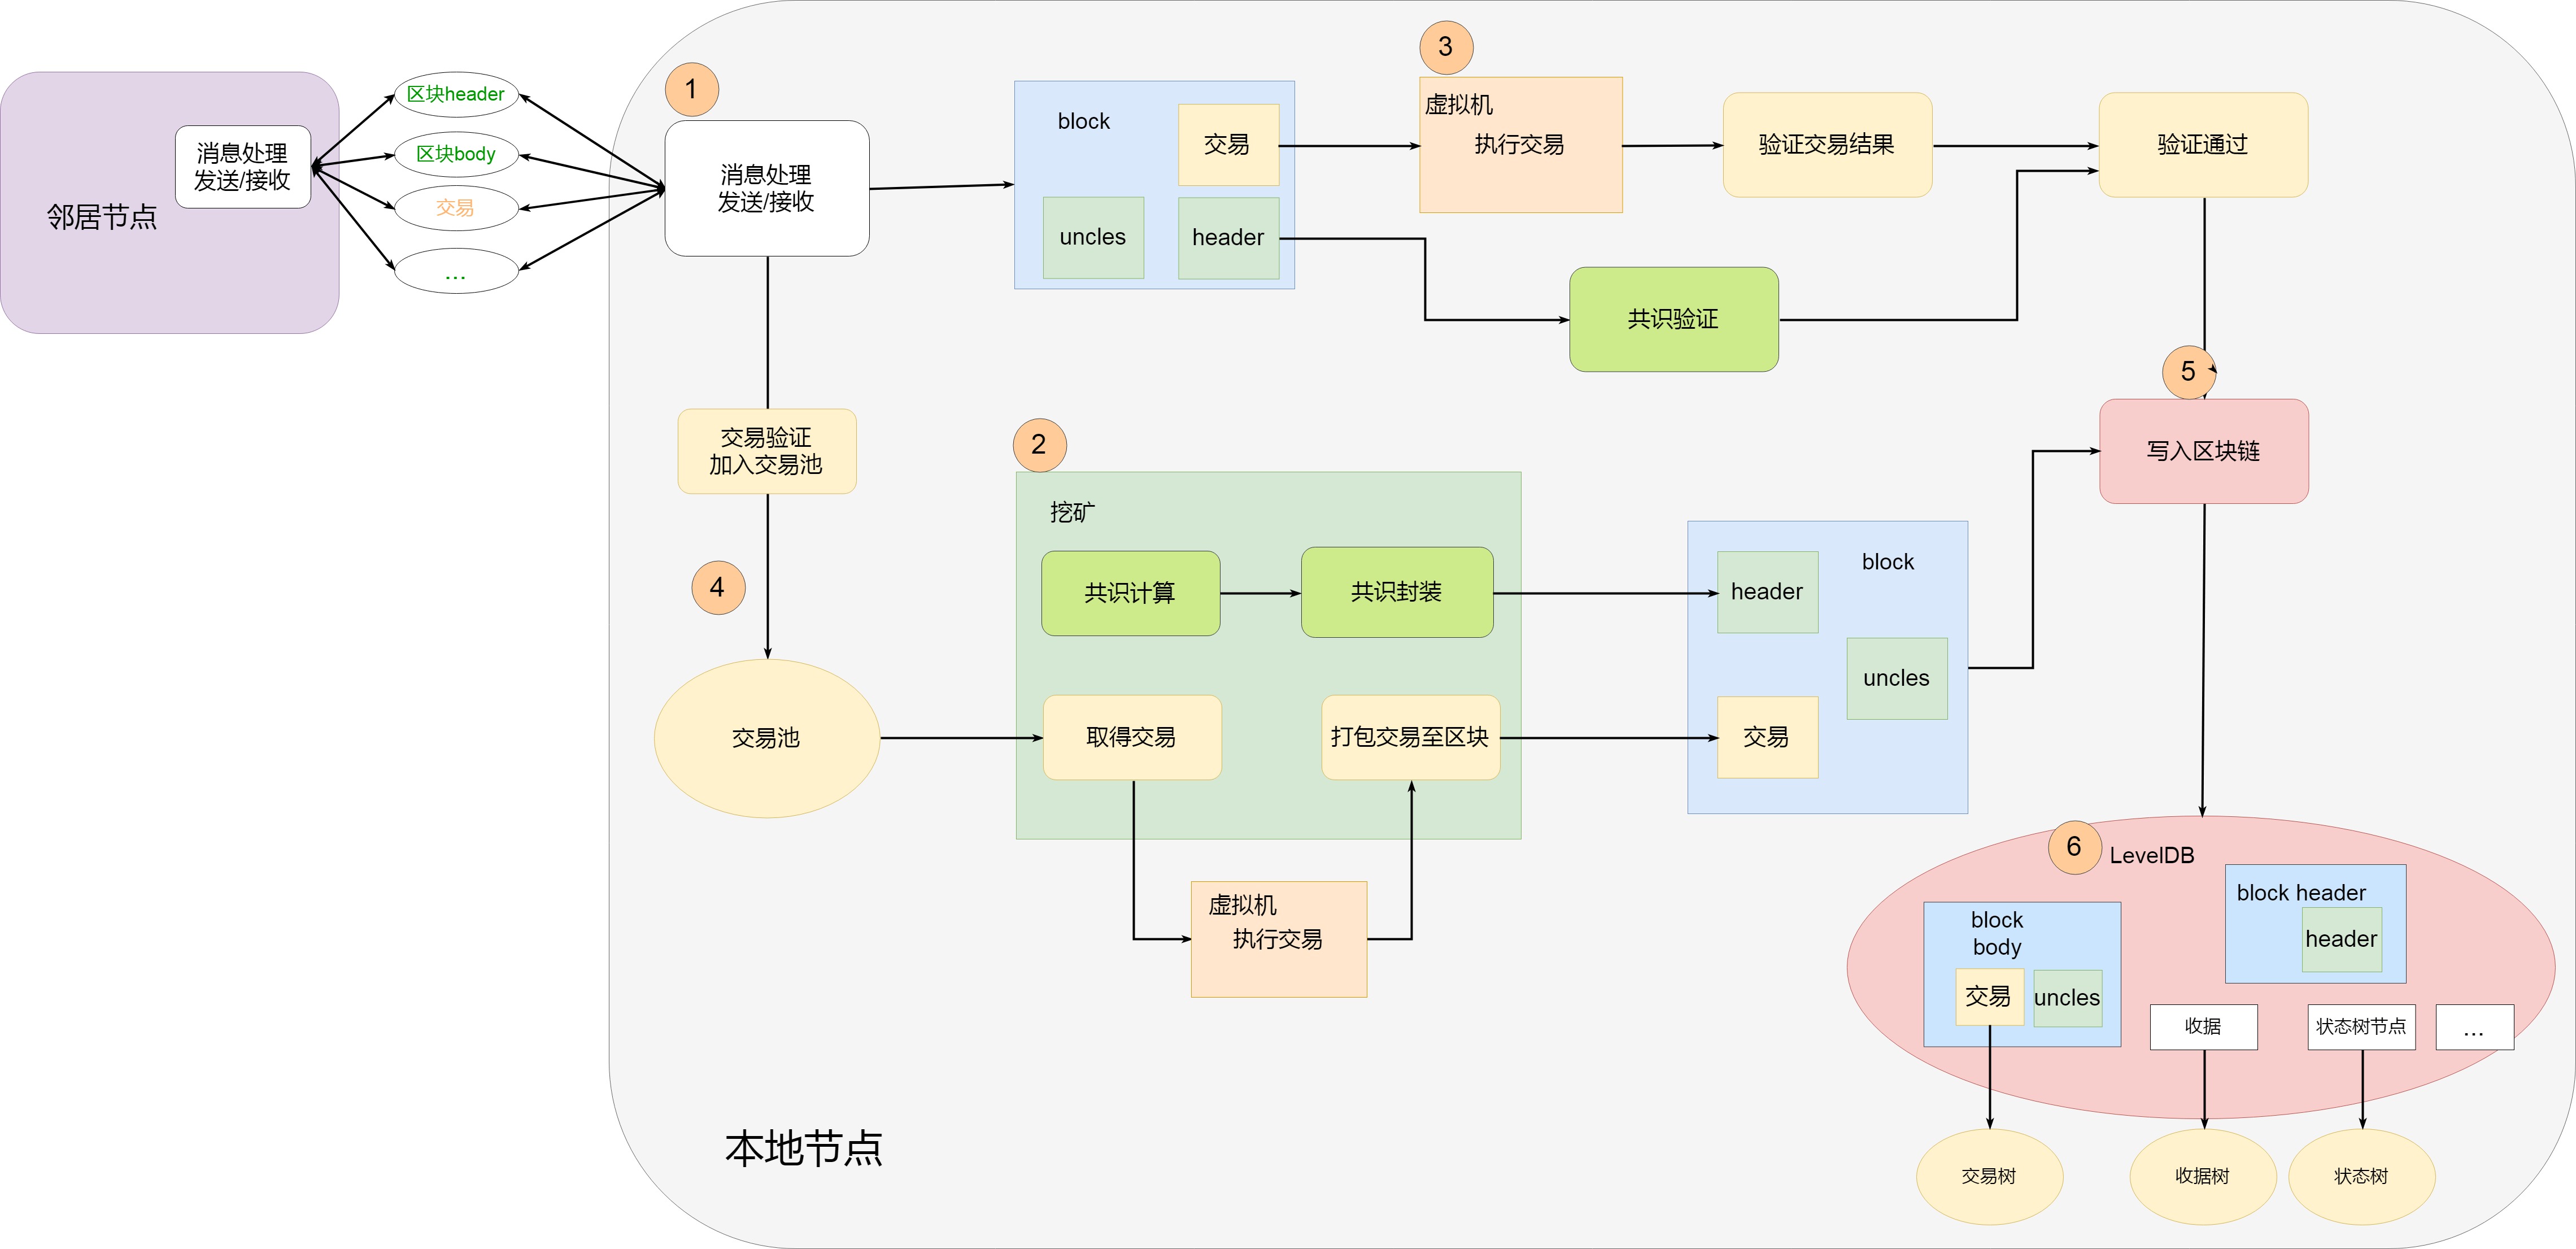 邻居节点
消息处理
发送/接收
区块header
区块body
交易
...
1
消息处理
发送/接收
block
交易
uncles
header
3
虚拟机
执行交易
验证交易结果
验证通过
共识验证
5
写入区块链
交易验证
加入交易池
4
交易池
2
挖矿
共识计算
共识封装
取得交易
打包交易至区块
虚拟机
执行交易
block
header
uncles
交易
6
LevelDB
block
body
交易
uncles
block header
header
收据
状态树节点
...
交易树
收据树
状态树
本地节点